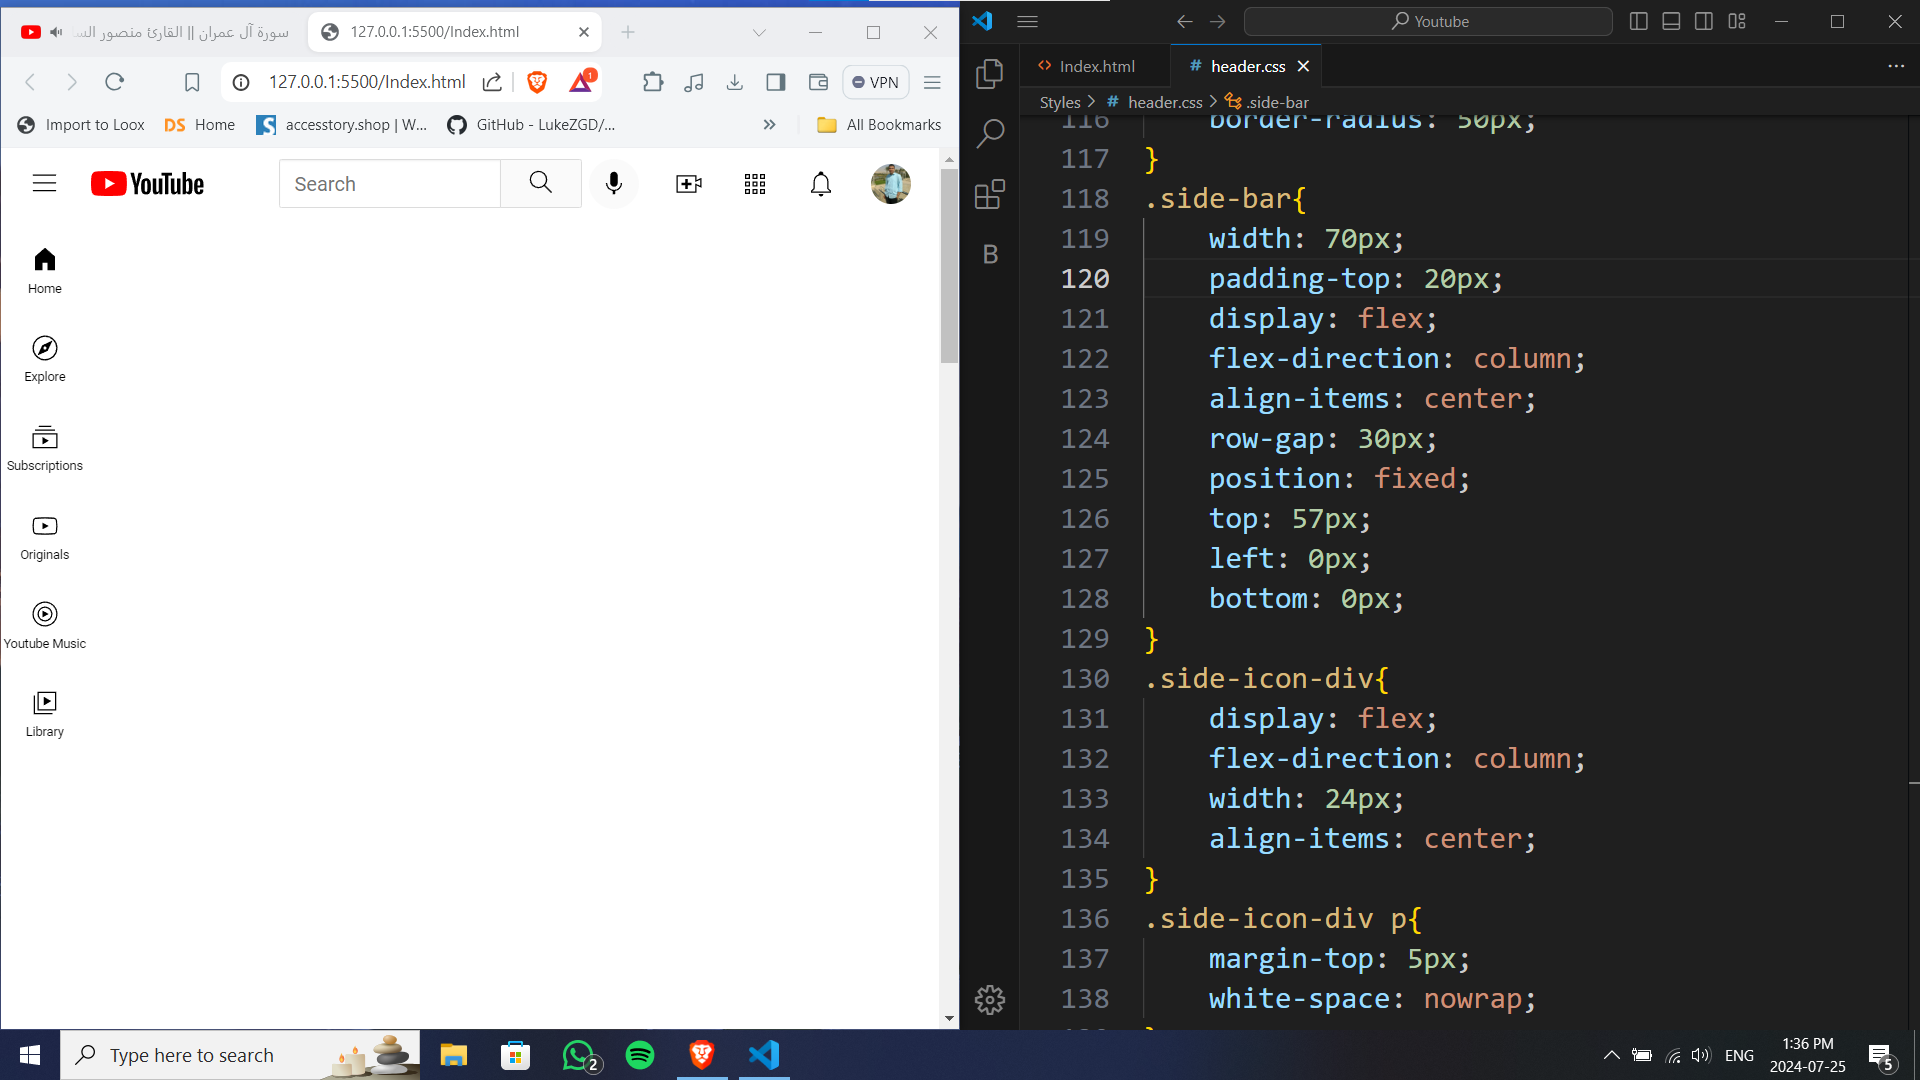 سورة آل عمران || القارئ منصور الس
127.0.0.1:5500/Index.html
127.0.0.1:5500/Index.html
1
VPN
Import to Loox
DS Home
accesstory.shop | W...
GitHub - LukeZGD/...
All Bookmarks
YouTube
Search
Home
Explore
Subscriptions
Originals
Youtube Music
Library
Youtube
Index.html
# header.css
...
Styles > # header.css > .side-bar
B
116 border-radius: 50px;
117 }
118 .side-bar{
119 width: 70px;
120 padding-top: 20px;
121 display: flex;
122 flex-direction: column;
123 align-items: center;
124 row-gap: 30px;
125 position: fixed;
126 top: 57px;
127 left: 0px;
128 bottom: 0px;
129 }
130 .side-icon-div{
131 display: flex;
132 flex-direction: column;
133 width: 24px;
134 align-items: center;
135 }
136 .side-icon-div p{
137 margin-top: 5px;
138 white-space: nowrap;
Type here to search
2
ENG
1:36 PM
2024-07-25
5